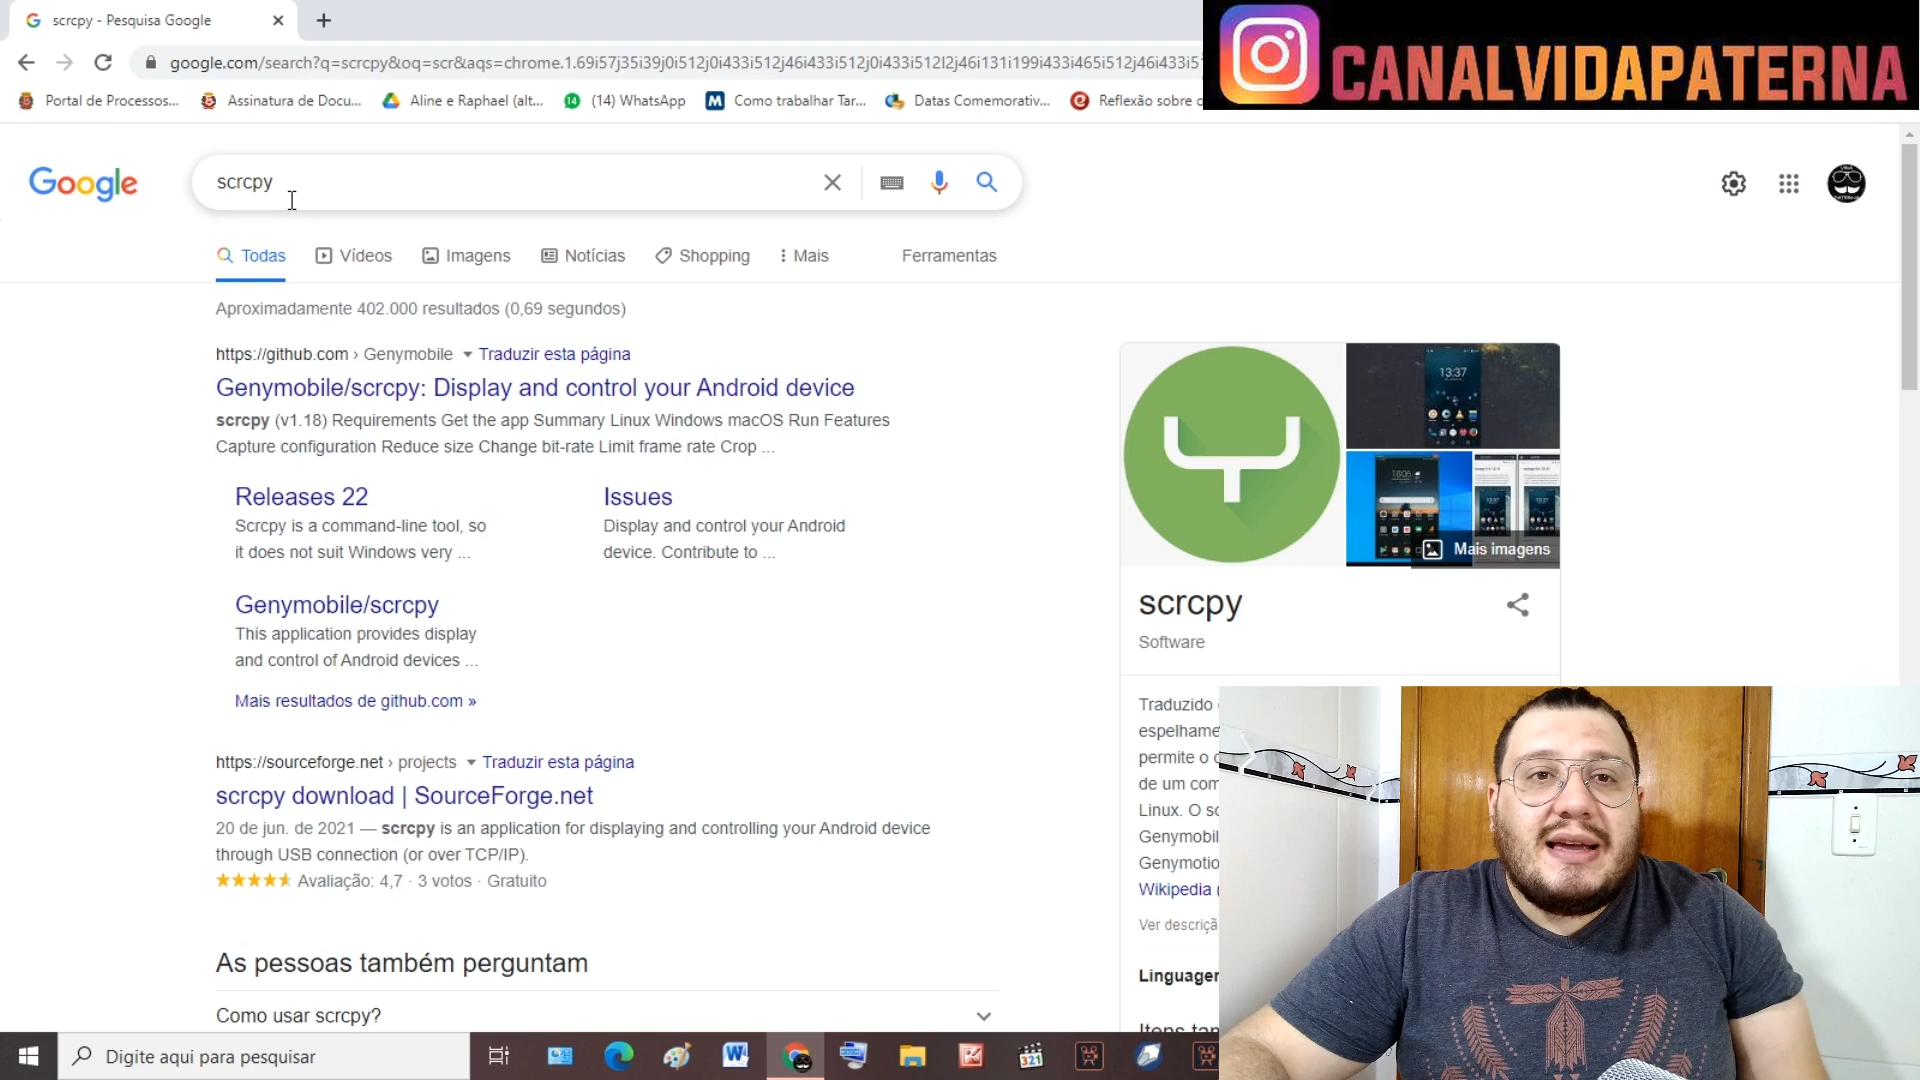 scrcpy - Pesquisa Google
google.com/search?q=scrcpy&oq=scr&aqs=chrome.1.69i57j35i39j0i512j0i433i512j46i433i512j0i433i512l2j46i131i199i433i465i512j46i433i51
CANALVIDAPATERNA
Portal de Processos...
Assinatura de Docu...
Aline e Raphael (alt...
14
(14) WhatsApp
M
Como trabalhar Tar...
Datas Comemorativ...
Reflexão sobre
Google
scrcpy
Todas
Vídeos
Imagens
Notícias
Shopping
Mais
Ferramentas
Aproximadamente 402.000 resultados (0,69 segundos)
https://github.com › Genymobile
Traduzir esta página
Genymobile/scrcpy: Display and control your Android device
scrcpy (v1.18) Requirements Get the app Summary Linux Windows macOS Run Features
Capture configuration Reduce size Change bit-rate Limit frame rate Crop ...
Releases 22
Scrcpy is a command-line tool, so
it does not suit Windows very ...
Issues
Display and control your Android
device. Contribute to ...
Genymobile/scrcpy
This application provides display
and control of Android devices ...
Mais resultados de github.com »
https://sourceforge.net › projects
Traduzir esta página
scrcpy download | SourceForge.net
20 de jun. de 2021 — scrcpy is an application for displaying and controlling your Android device
through USB connection (or over TCP/IP).
Avaliação: 4,7 · 3 votos · Gratuito
As pessoas também perguntam
Como usar scrcpy?
13:37
18:05
Mais imagens
scrcpy
Software
Traduzido
espelhame
permite o
de um com
Linux. O sc
Genymobil
Genymotio
Wikipedia
Ver descriçã
Linguager
Itens tan
Digite aqui para pesquisar
321